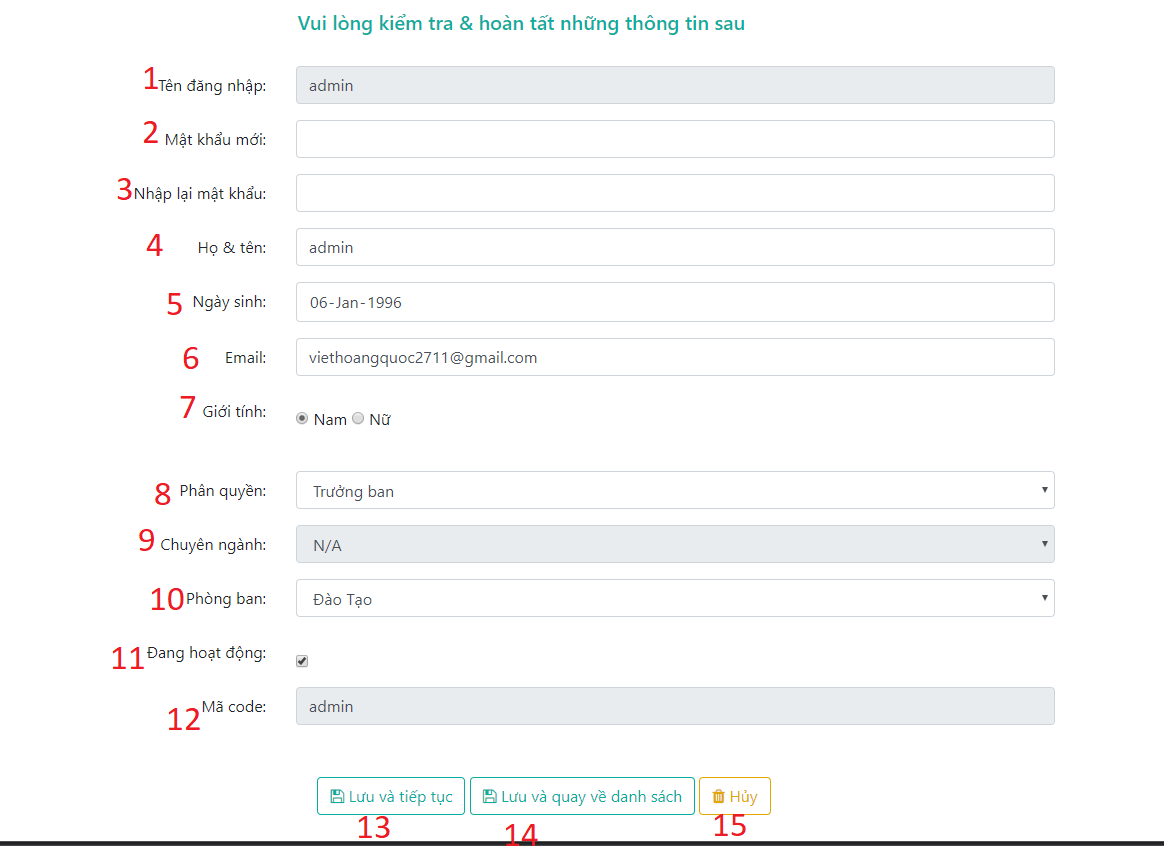 Vui lòng kiểm tra & hoàn tất những thông tin sau
1 Tên đăng nhập: admin
2 Mật khẩu mới:
3 Nhập lại mật khẩu:
4 Họ & tên: admin
5 Ngày sinh: 06-Jan-1996
6 Email: viethoangquoc2711@gmail.com
7 Giới tính: Nam Nữ
8 Phân quyền: Trưởng ban
9 Chuyên ngành: N/A
10 Phòng ban: Đào Tạo
11 Đang hoạt động:
12 Mã code: admin
Lưu và tiếp tục Lưu và quay về danh sách Hủy
13 14 15